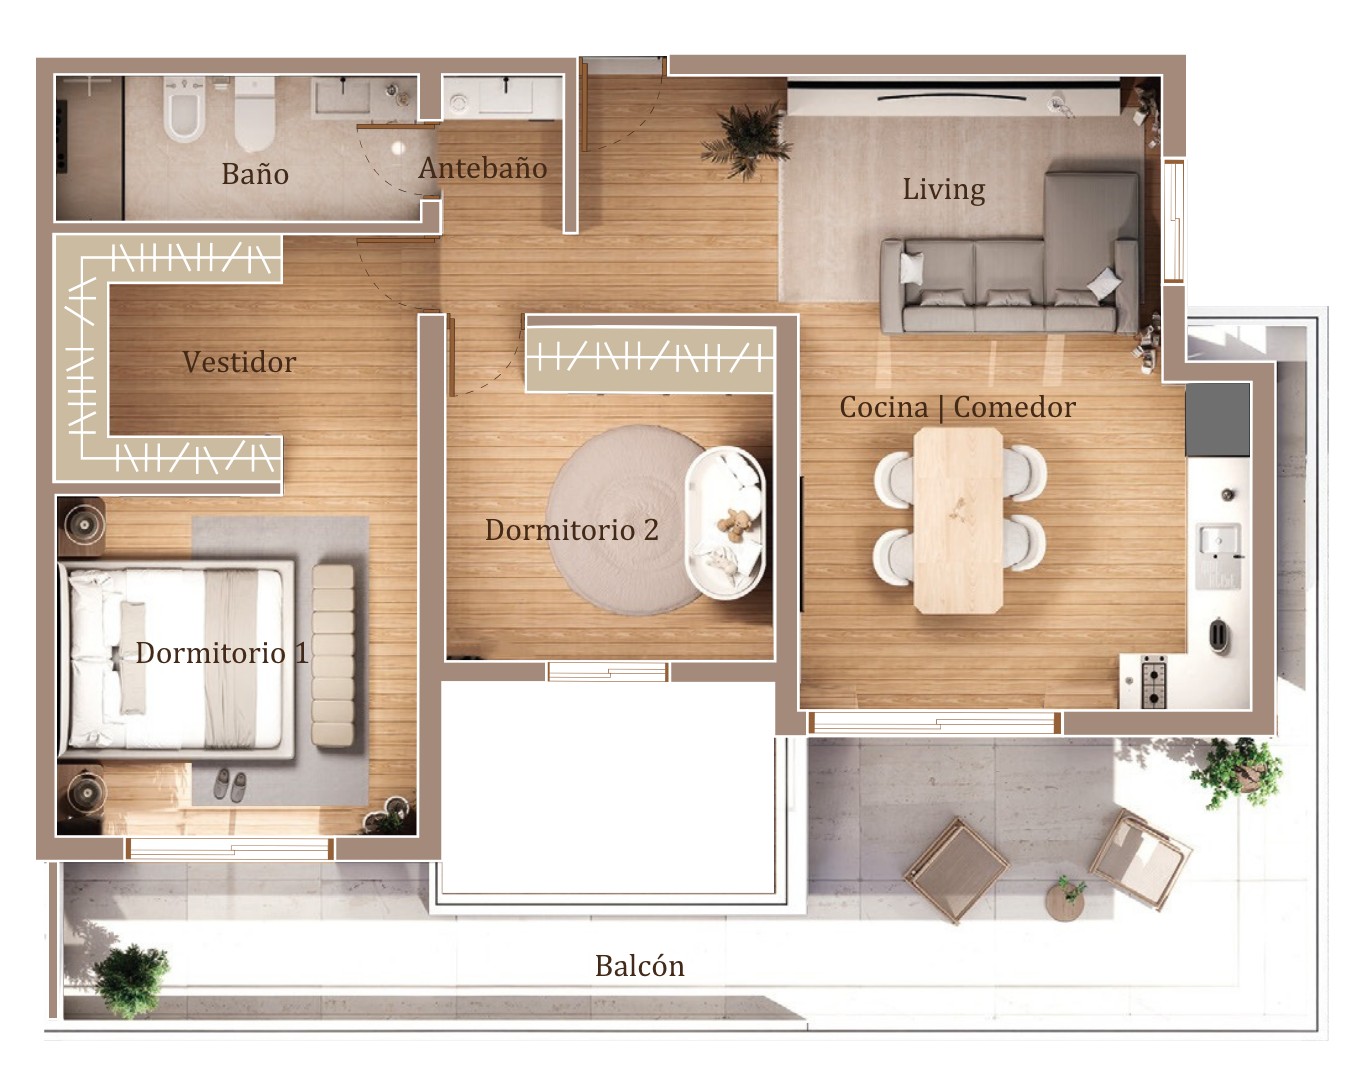 Baño
Antebaño
Living
Vestidor
Cocina | Comedor
Dormitorio 2
Dormitorio 1
Balcón